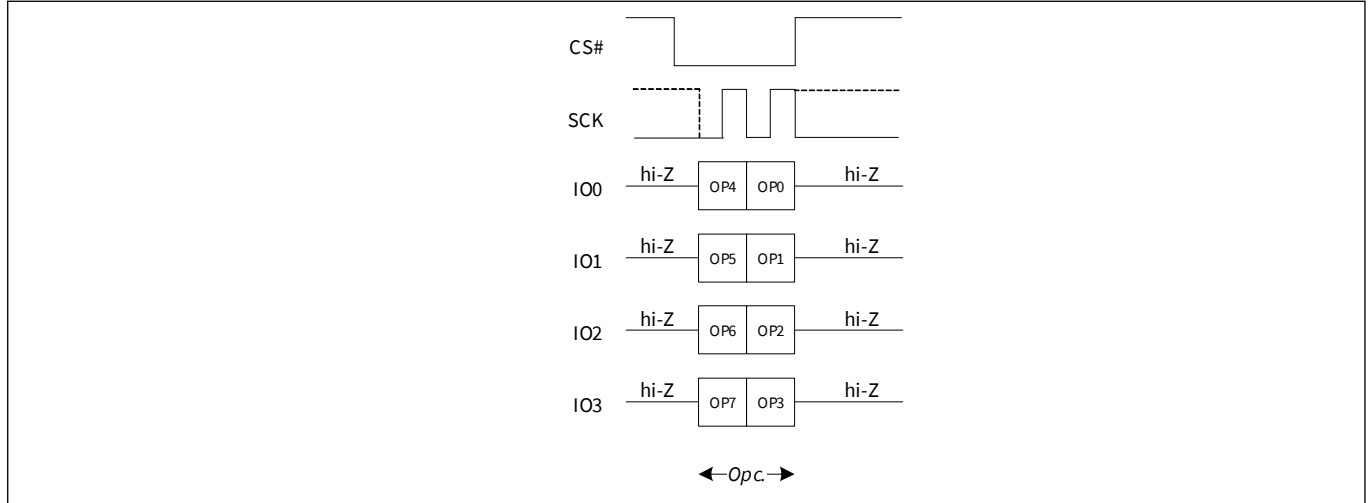 CS#
SCK
hi-Z hi-Z
IO0 OP4 OP0
hi-Z hi-Z
IO1 OP5 OP1
hi-Z hi-Z
IO2 OP6 OP2
hi-Z hi-Z
IO3 OP7 OP3
Opc.